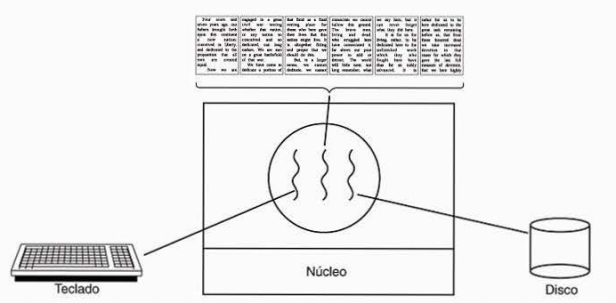 Four score and
seven years ago, our
fathers brought forth
upon this continent
a new nation:
conceived in liberty,
and dedicated to the
proposition that all
men are created
equal.
Now we are
engaged in a great
civil war testing
whether that nation,
or any nation so
conceived and so
dedicated, can long
endure. We are met
on a great battlefield
of that war.
We have come to
dedicate a portion of
that field as a final
resting place for
those who here gave
their lives that this
nation might live. It
is altogether fitting
and proper that we
should do this.
But, in a larger
sense, we cannot
dedicate, we cannot
consecrate we cannot
hallow this ground.
The brave men,
living and dead,
who struggled here
have consecrated it,
far above our poor
power to add or
detract. The world
will little note, nor
long remember, what
we say here, but it
can never forget
what they did here.
It is for us the
living, rather, to be
dedicated here to the
unfinished work
which they who
fought here have
thus far so nobly
advanced. It is
rather for us to be
here dedicated to the
great task remaining
before us, that from
these honored dead
we take increased
devotion to that
cause for which they
gave the last full
measure of devotion,
that we here highly
Núcleo
Teclado
Disco